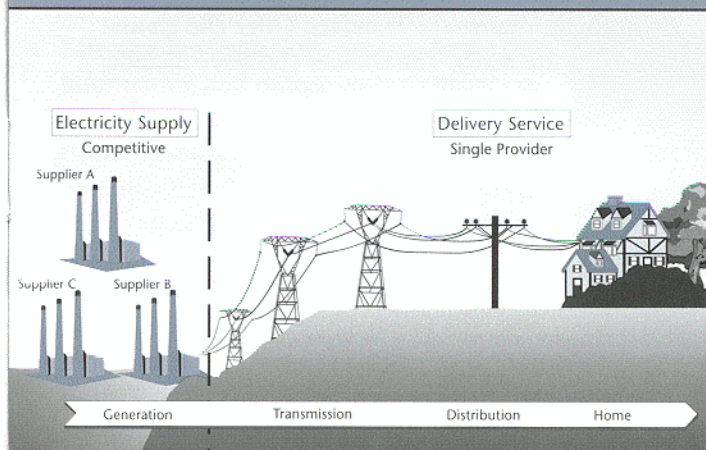 Electricity Supply
Competitive
Delivery Service
Single Provider
Supplier A
Supplier C
Supplier B
Generation
Transmission
Distribution
Home